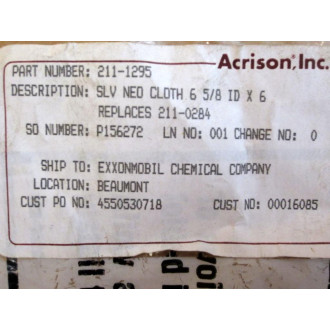 Acrison, Inc.
PART NUMBER: 211-1295
DESCRIPTION: SLV NEO CLOTH 6 5/8 ID X 6
REPLACES 211-0284
SO NUMBER: P156272 LN NO: 001 CHANGE NO: 0
SHIP TO: EXXONMOBIL CHEMICAL COMPANY
LOCATION: BEAUMONT
CUST PO NO: 4550530718 CUST NO: 00016085